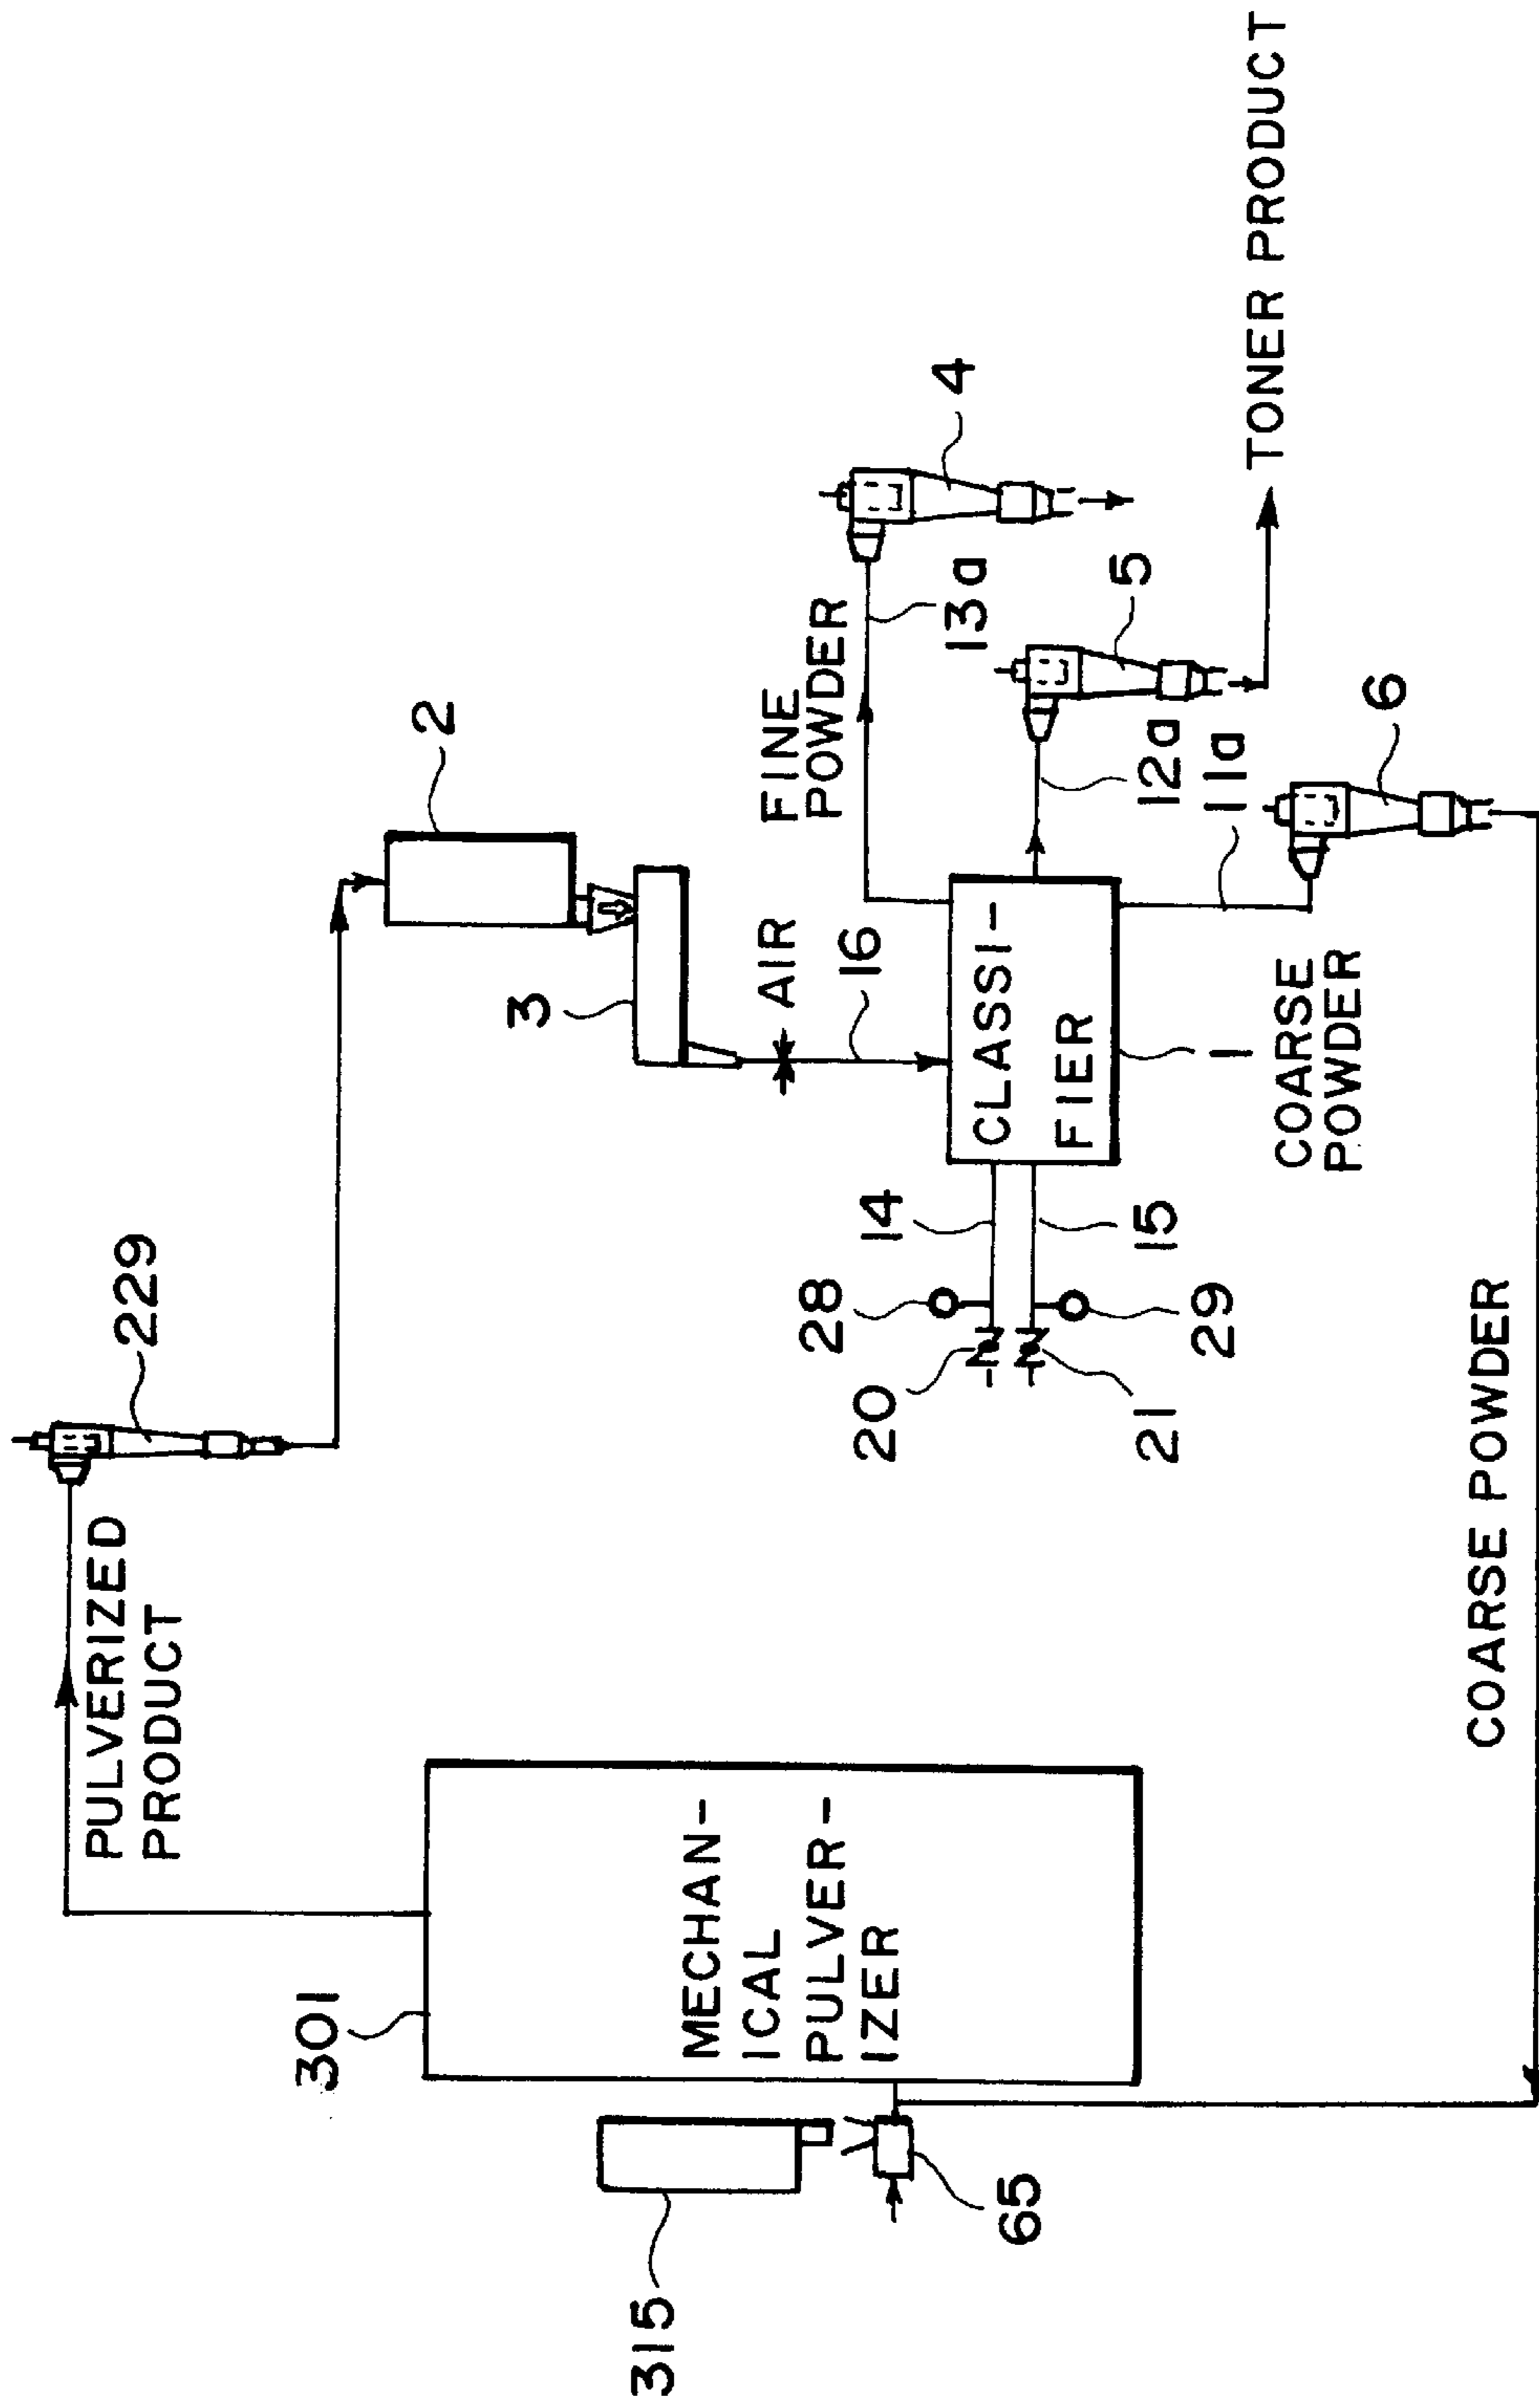 229
PULVERIZED
PRODUCT
2
3
301
AIR
16
FINE
POWDER
13a
4
315
MECHAN-
ICAL
PULVER-
IZER
28
20
14
CLASSI-
FIER
12a
5
65
21
29
15
1
11a
COARSE
POWDER
6
TONER PRODUCT
COARSE POWDER